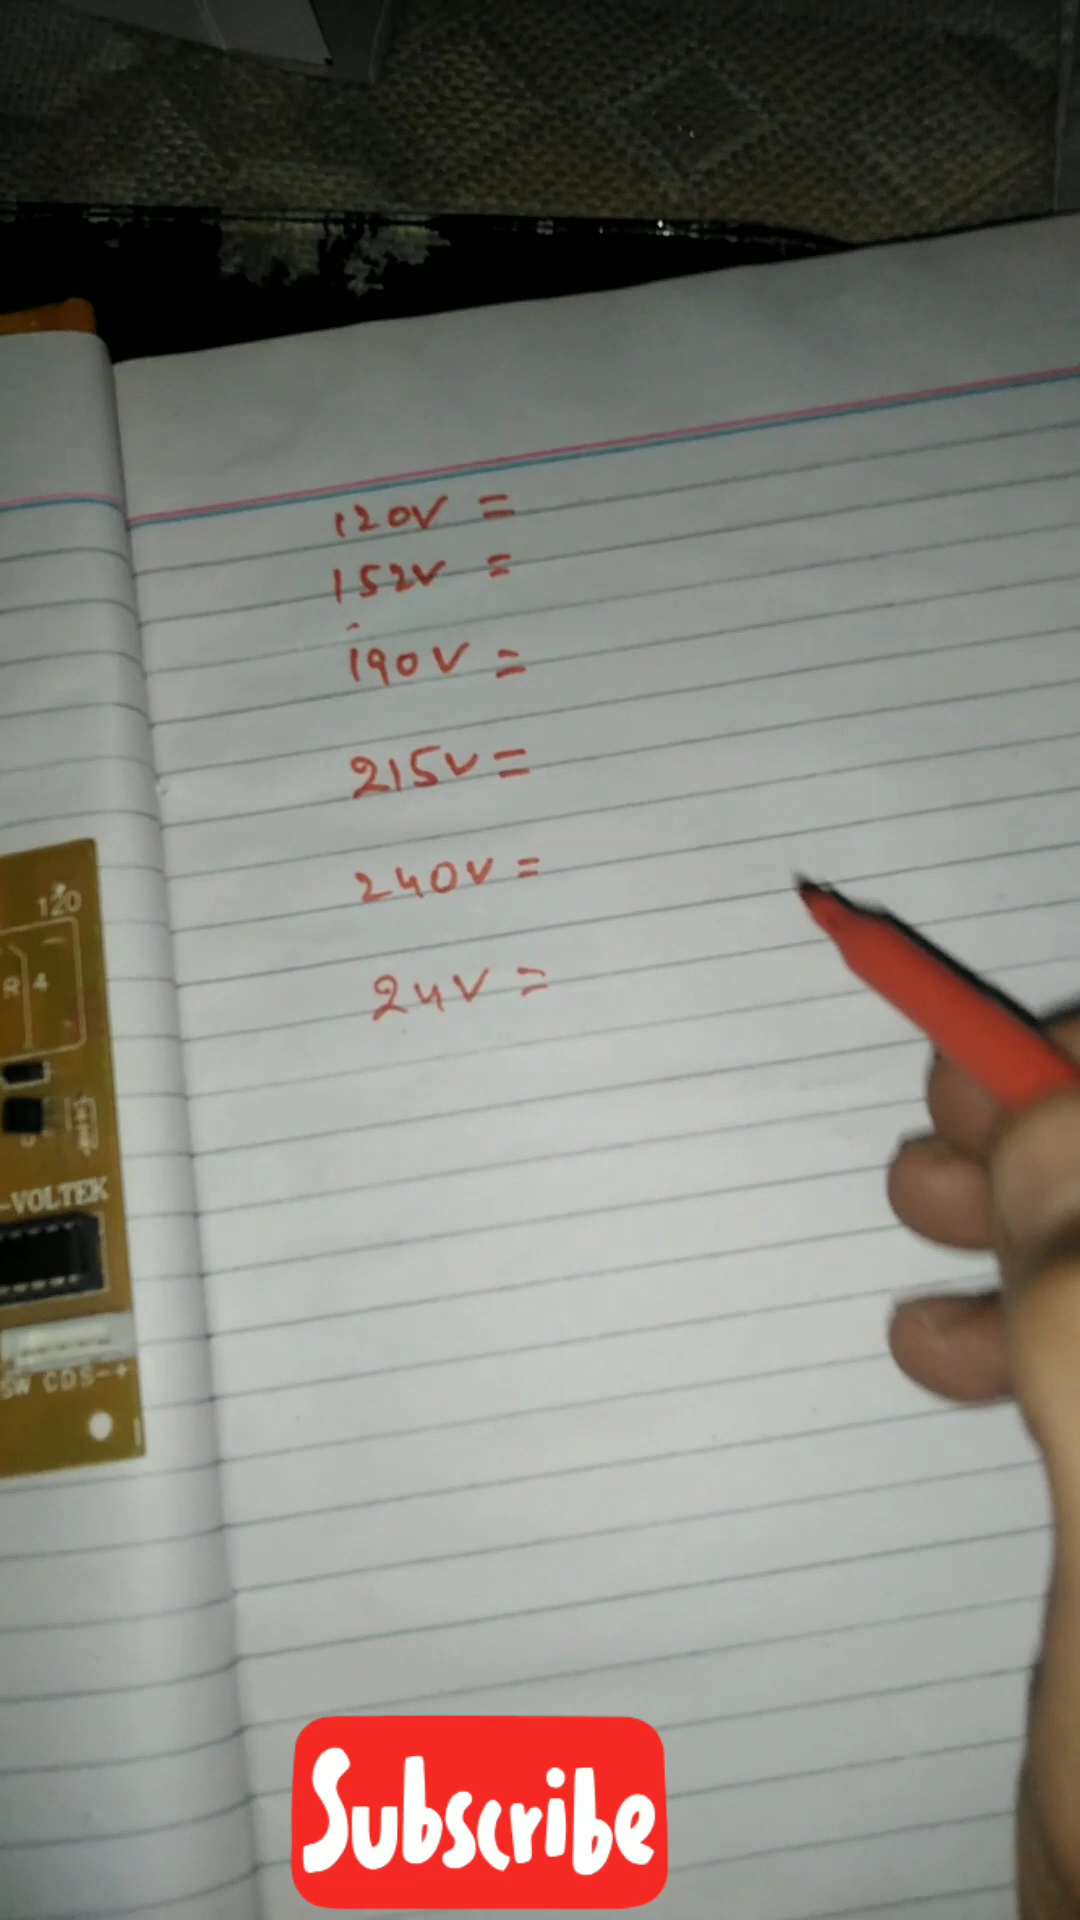 120V =
152V =
190V =
215V =
240V =
24V =
120
R 4
-VOLTEK
SW CDS-+
Subscribe